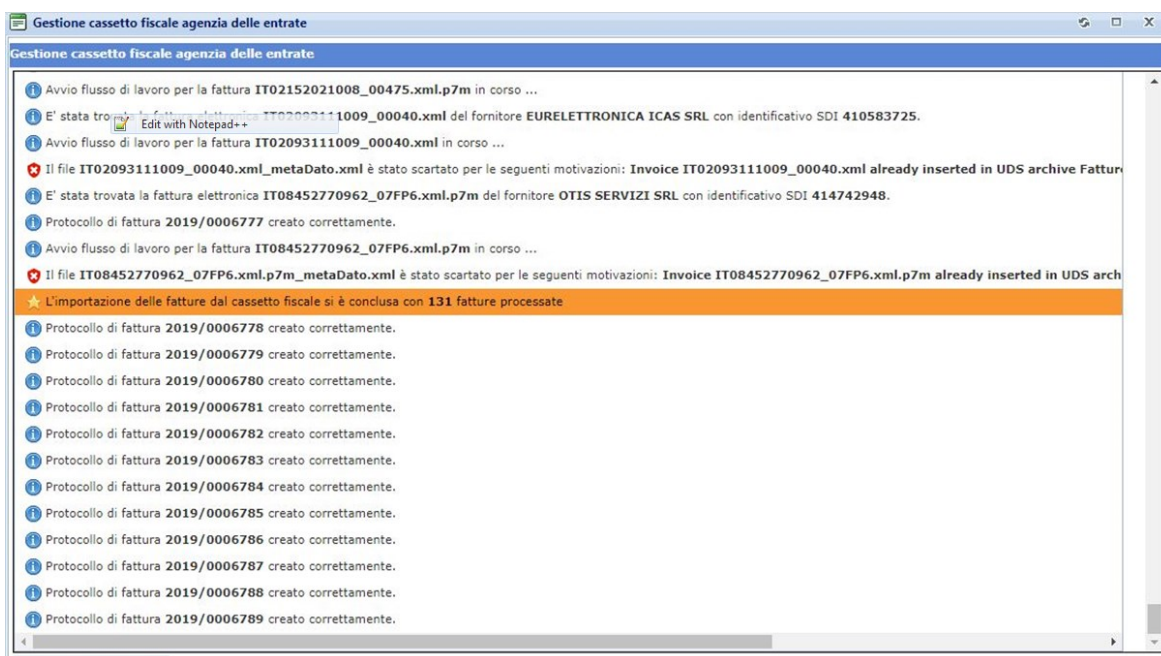 Gestione cassetto fiscale agenzia delle entrate
Gestione cassetto fiscale agenzia delle entrate
Avvio flusso di lavoro per la fattura IT02152021008_00475.xml.p7m in corso ...
E' stata tro la fattura elettronica IT02093111009_00040.xml del fornitore EURELETTRONICA ICAS SRL con identificativo SDI 410583725.
Edit with Notepad++
Avvio flusso di lavoro per la fattura IT02093111009_00040.xml in corso ...
Il file IT02093111009_00040.xml_metaDato.xml è stato scartato per le seguenti motivazioni: Invoice IT02093111009_00040.xml already inserted in UDS archive Fattur
E' stata trovata la fattura elettronica IT08452770962_07FP6.xml.p7m del fornitore OTIS SERVIZI SRL con identificativo SDI 414742948.
Protocollo di fattura 2019/0006777 creato correttamente.
Avvio flusso di lavoro per la fattura IT08452770962_07FP6.xml.p7m in corso ...
Il file IT08452770962_07FP6.xml.p7m_metaDato.xml è stato scartato per le seguenti motivazioni: Invoice IT08452770962_07FP6.xml.p7m already inserted in UDS arch
L'importazione delle fatture dal cassetto fiscale si è conclusa con 131 fatture processate
Protocollo di fattura 2019/0006778 creato correttamente.
Protocollo di fattura 2019/0006779 creato correttamente.
Protocollo di fattura 2019/0006780 creato correttamente.
Protocollo di fattura 2019/0006781 creato correttamente.
Protocollo di fattura 2019/0006782 creato correttamente.
Protocollo di fattura 2019/0006783 creato correttamente.
Protocollo di fattura 2019/0006784 creato correttamente.
Protocollo di fattura 2019/0006785 creato correttamente.
Protocollo di fattura 2019/0006786 creato correttamente.
Protocollo di fattura 2019/0006787 creato correttamente.
Protocollo di fattura 2019/0006788 creato correttamente.
Protocollo di fattura 2019/0006789 creato correttamente.